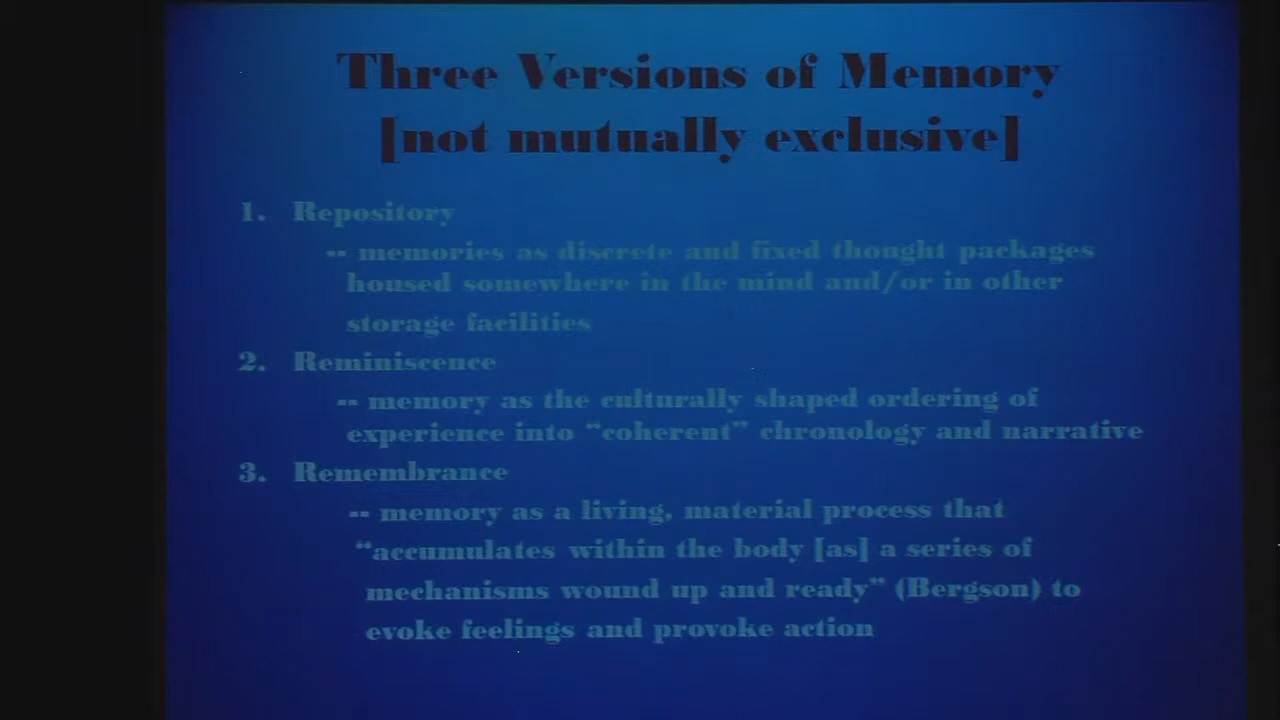 Three Versions of Memory
[not mutually exclusive]
1. Repository
-- memories as discrete and fixed thought packages
housed somewhere in the mind and/or in other
storage facilities
2. Reminiscence
-- memory as the culturally shaped ordering of
experience into “coherent” chronology and narrative
3. Remembrance
-- memory as a living, material process that
“accumulates within the body [as] a series of
mechanisms wound up and ready” (Bergson) to
evoke feelings and provoke action